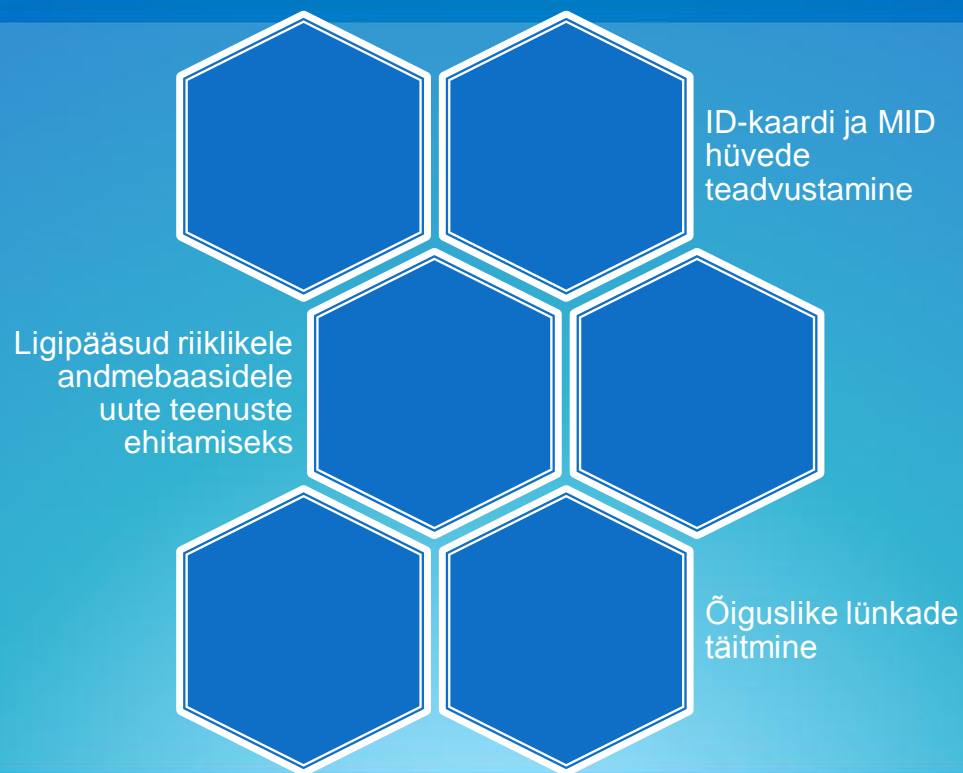 ID-kaardi ja MID
hüvede
teadvustamine
Ligipääsud riiklikele
andmebaasidele
uute teenuste
ehitamiseks
Õiguslike lünkade
täitmine